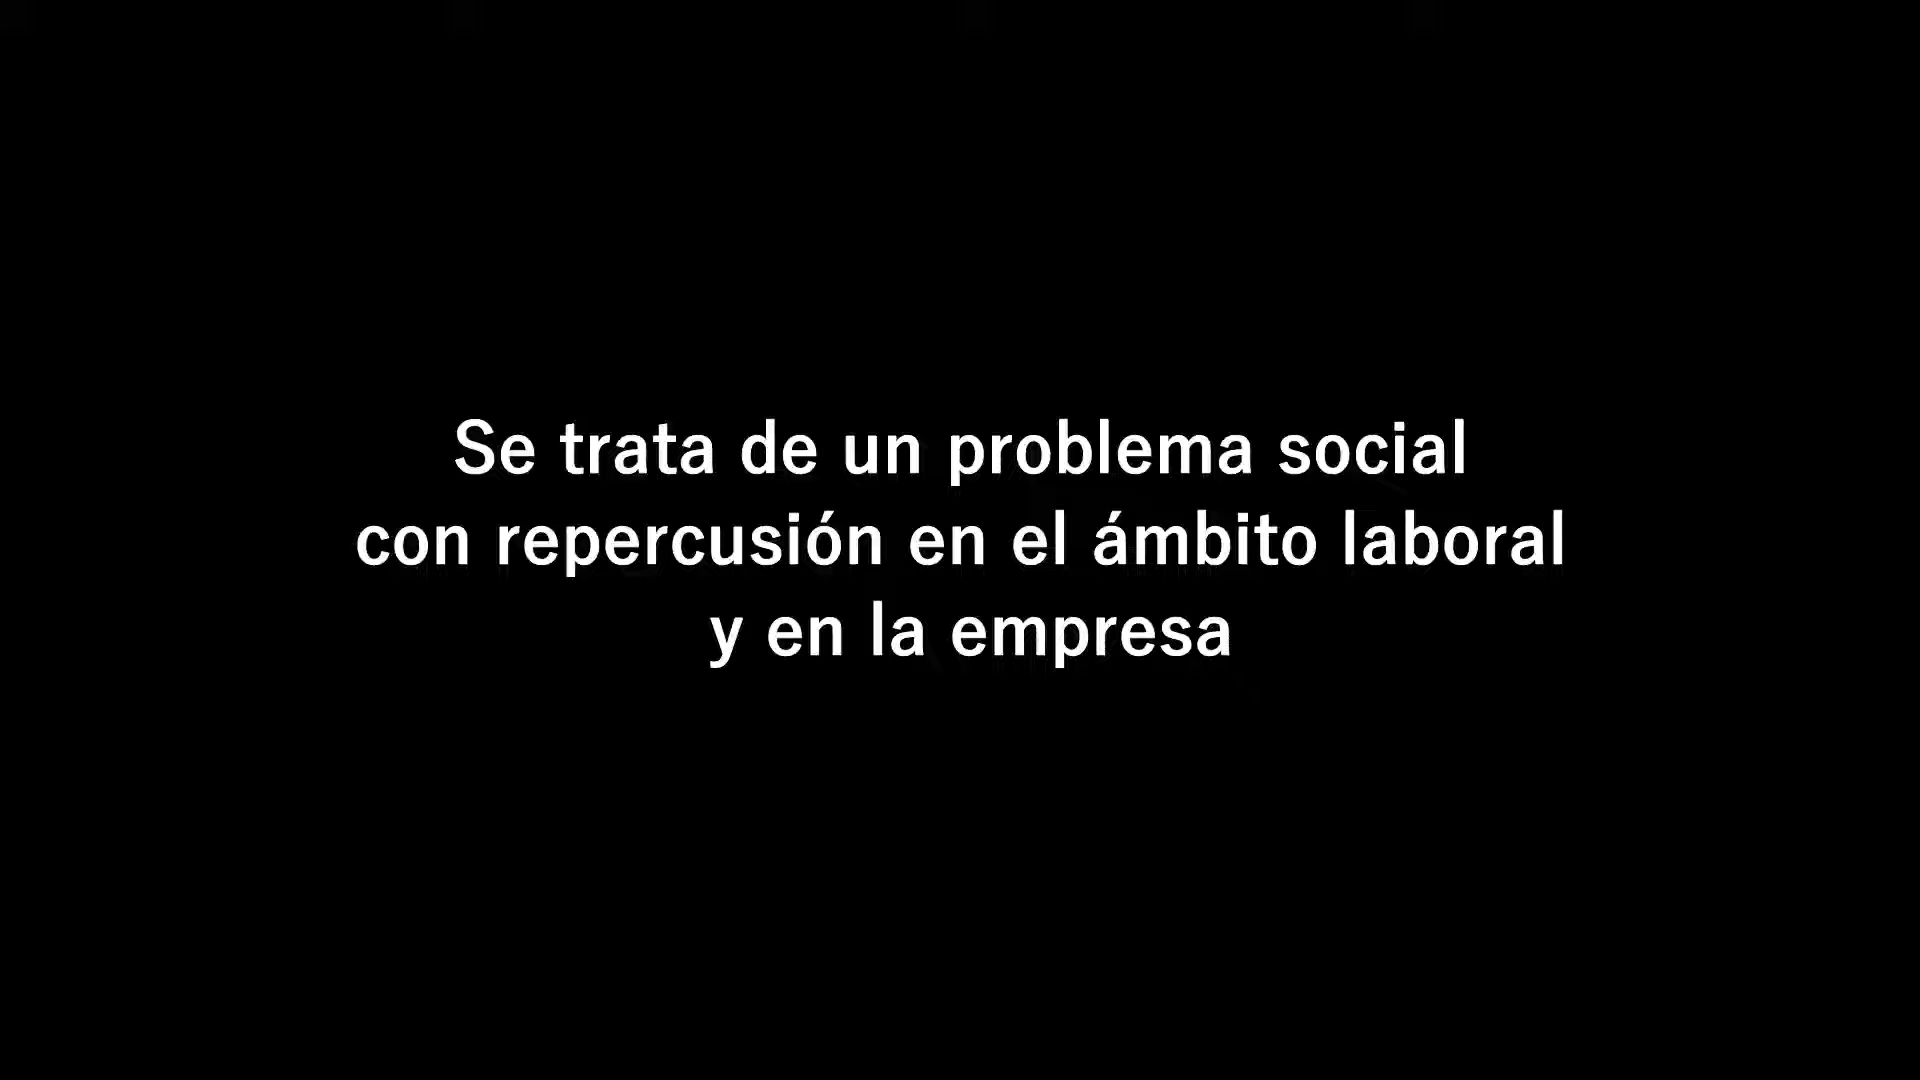 Se trata de un problema social
con repercusión en el ámbito laboral
y en la empresa